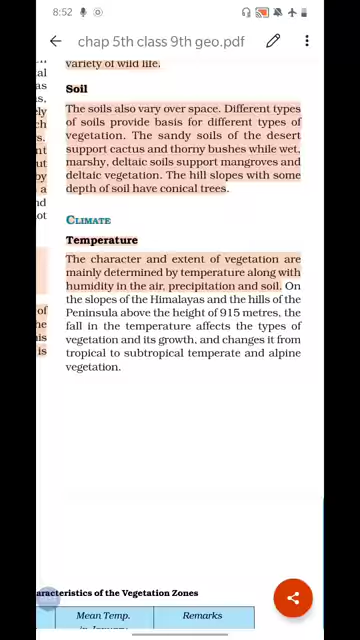 8:52
chap 5th class 9th geo.pdf
variety of wild life.
Soil
The soils also vary over space. Different types
of soils provide basis for different types of
vegetation. The sandy soils of the desert
support cactus and thorny bushes while wet,
marshy, deltaic soils support mangroves and
deltaic vegetation. The hill slopes with some
depth of soil have conical trees.
CLIMATE
Temperature
The character and extent of vegetation are
mainly determined by temperature along with
humidity in the air, precipitation and soil. On
the slopes of the Himalayas and the hills of the
Peninsula above the height of 915 metres, the
fall in the temperature affects the types of
vegetation and its growth, and changes it from
tropical to subtropical temperate and alpine
vegetation.
aracteristics of the Vegetation Zones
Mean Temp. Remarks
in January